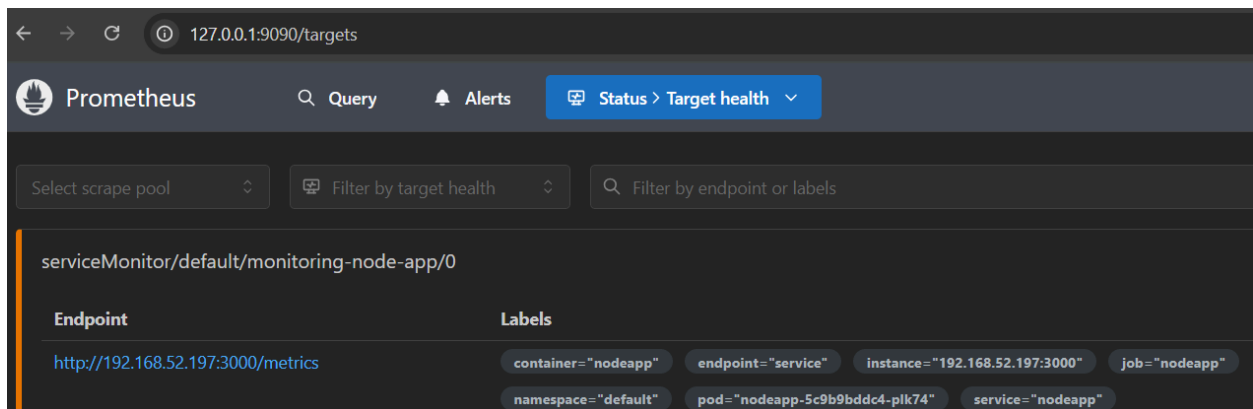 127.0.0.1:9090/targets
Prometheus Query Alerts Status > Target health
Select scrape pool Filter by target health Filter by endpoint or labels
serviceMonitor/default/monitoring-node-app/0
Endpoint Labels
http://192.168.52.197:3000/metrics container="nodeapp" endpoint="service" instance="192.168.52.197:3000" job="nodeapp"
namespace="default" pod="nodeapp-5c9b9bddc4-plk74" service="nodeapp"